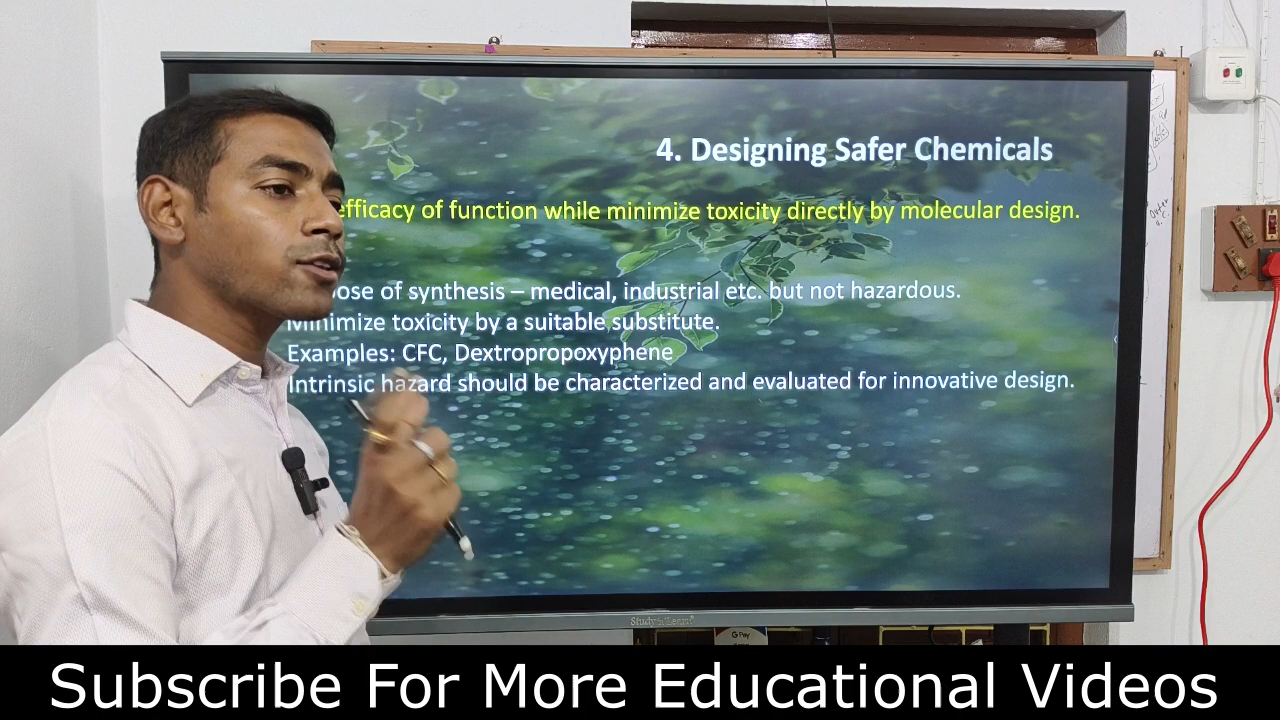 4. Designing Safer Chemicals
efficacy of function while minimize toxicity directly by molecular design.
of synthesis – medical, industrial etc. but not hazardous.
Minimize toxicity by a suitable substitute.
Examples: CFC, Dextropropoxyphene
Intrinsic hazard should be characterized and evaluated for innovative design.
G Pay
Subscribe For More Educational Videos